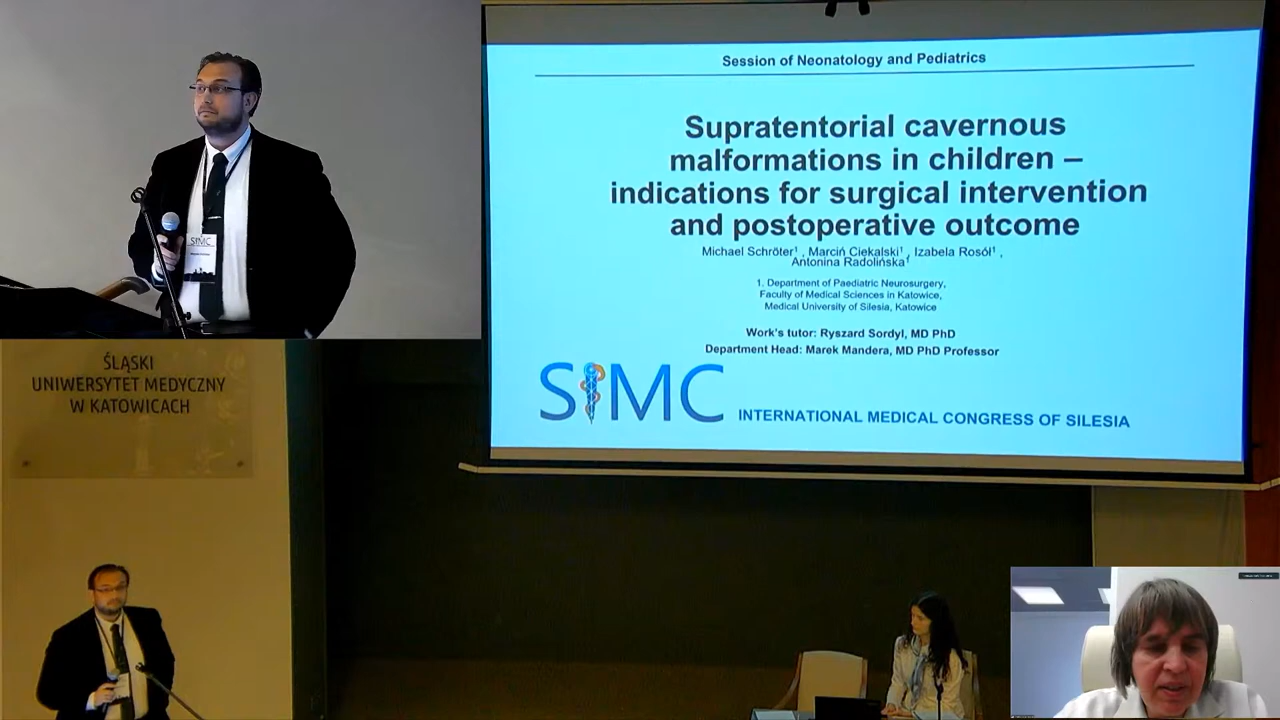 Session of Neonatology and Pediatrics
Supratentorial cavernous
malformations in children –
indications for surgical intervention
and postoperative outcome
Michael Schröter¹ , Marcin Ciekalski¹, Izabela Rosół¹ ,
Antonina Radolińska¹
1. Department of Paediatric Neurosurgery,
Faculty of Medical Sciences in Katowice,
Medical University of Silesia, Katowice
Work's tutor: Ryszard Sordyl, MD PhD
Department Head: Marek Mandera, MD PhD Professor
SIMC INTERNATIONAL MEDICAL CONGRESS OF SILESIA
SIMC
ŚLĄSKI
UNIWERSYTET MEDYCZNY
W KATOWICACH